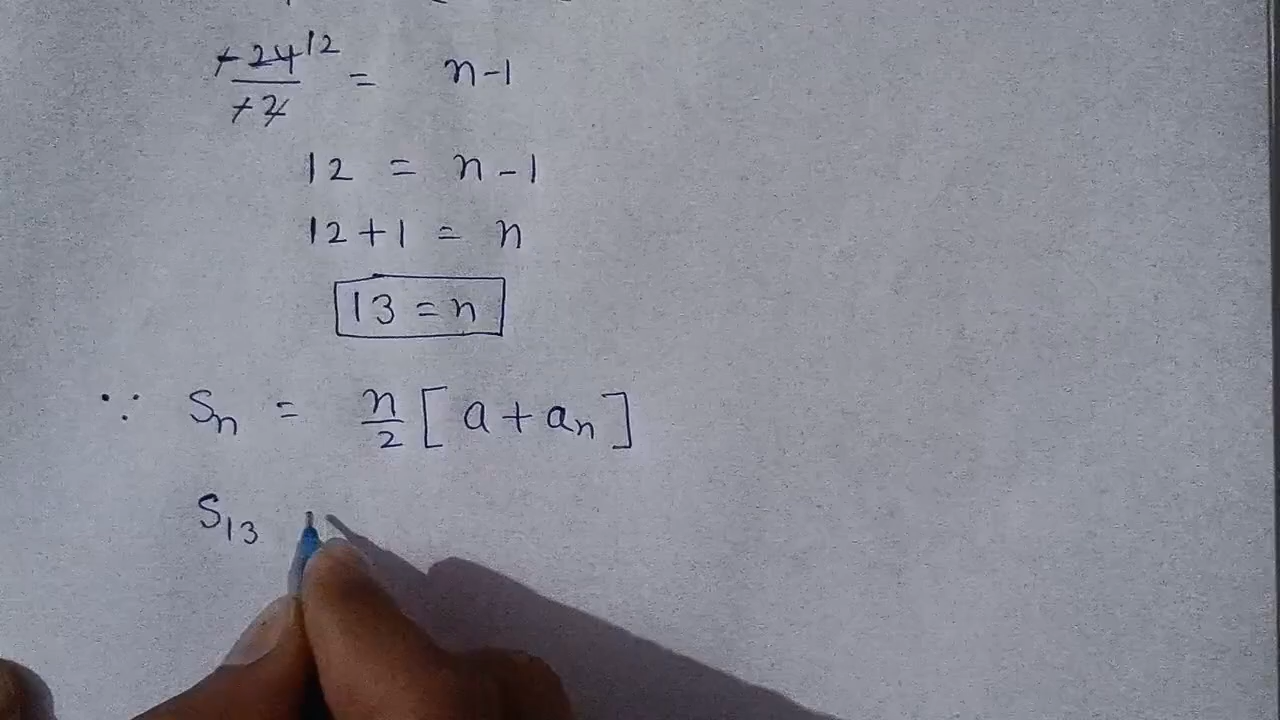 -24 12
-2 = n-1
12 = n-1
12+1 = n
13 = n
∵ Sn = n/2 [a+an]
S13